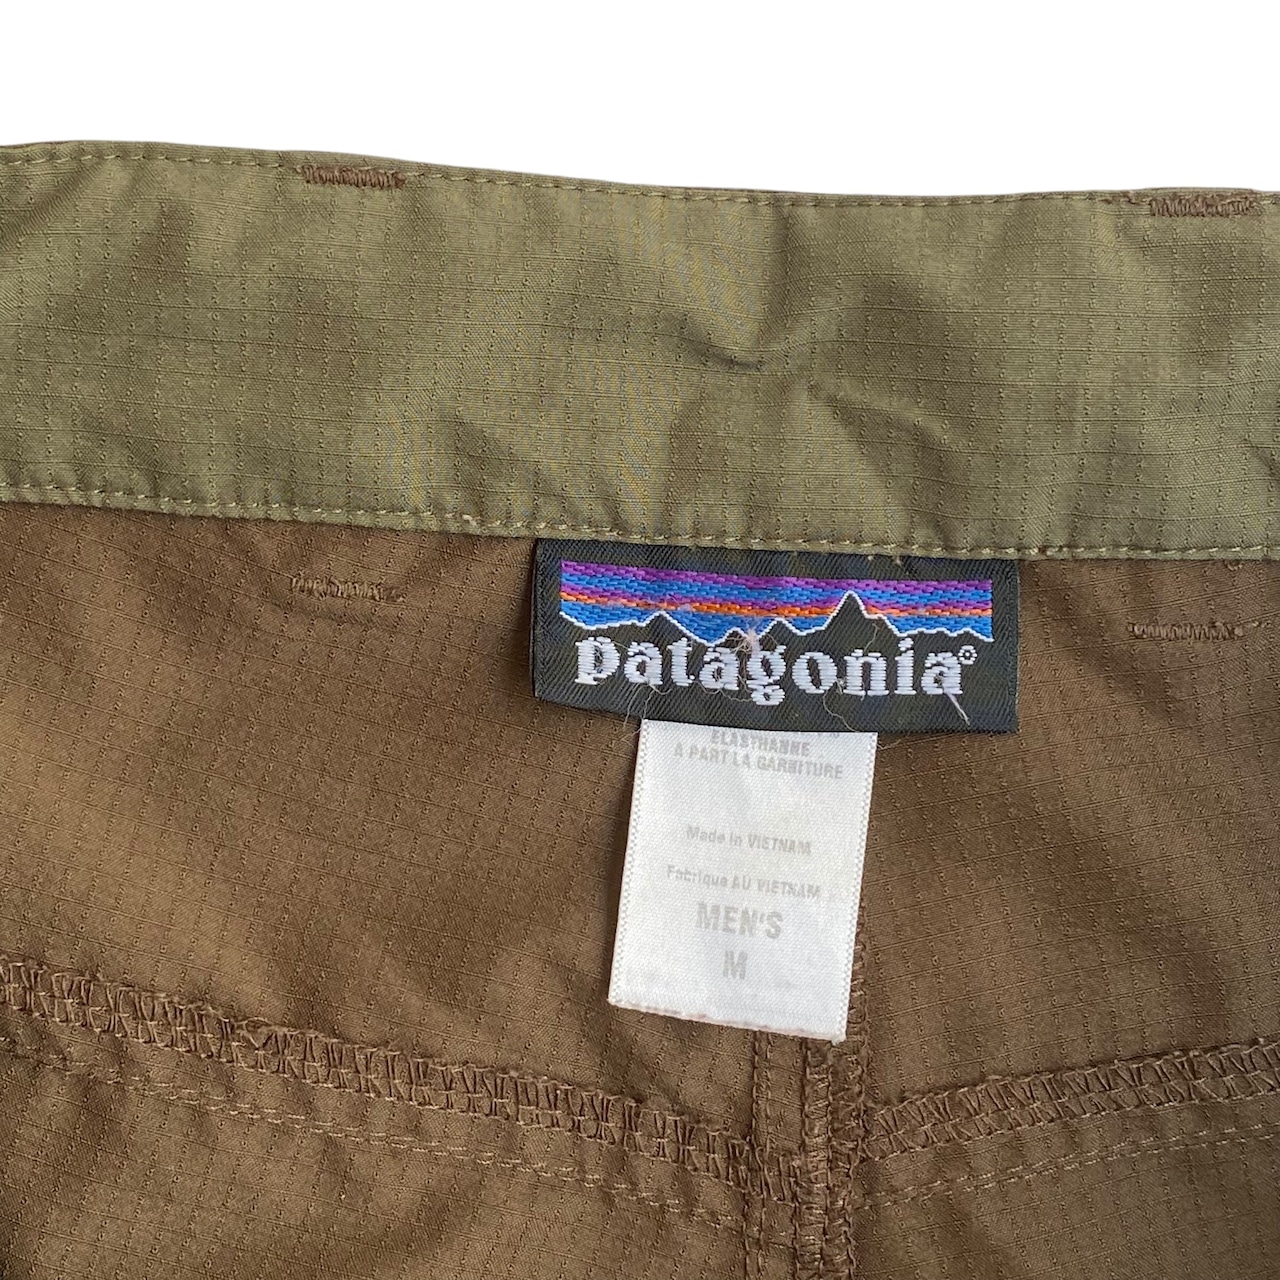 patagonia®
ELASTHANNE
À PART LA GARNITURE
Made in VIETNAM
Fabriqué AU VIETNAM
MEN'S
M